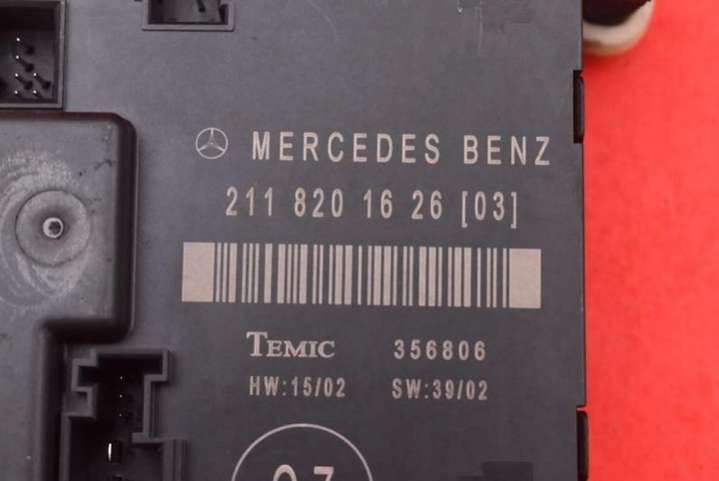 MERCEDES BENZ
211 820 16 26 [03]
TEMIC 356806
HW:15/02 SW:39/02